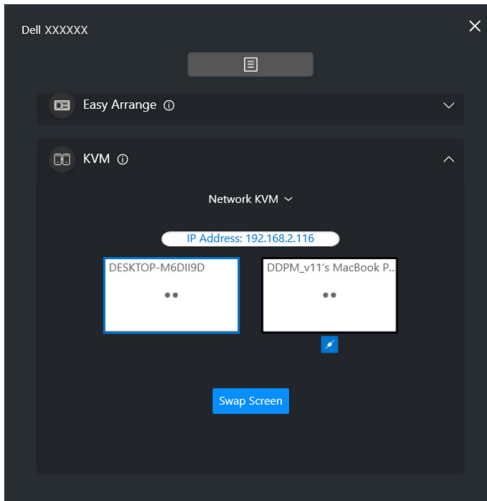 Dell XXXXXX
Easy Arrange
KVM
Network KVM
IP Address: 192.168.2.116
DESKTOP-M6DII9D
DDPM_v11's MacBook P...
Swap Screen